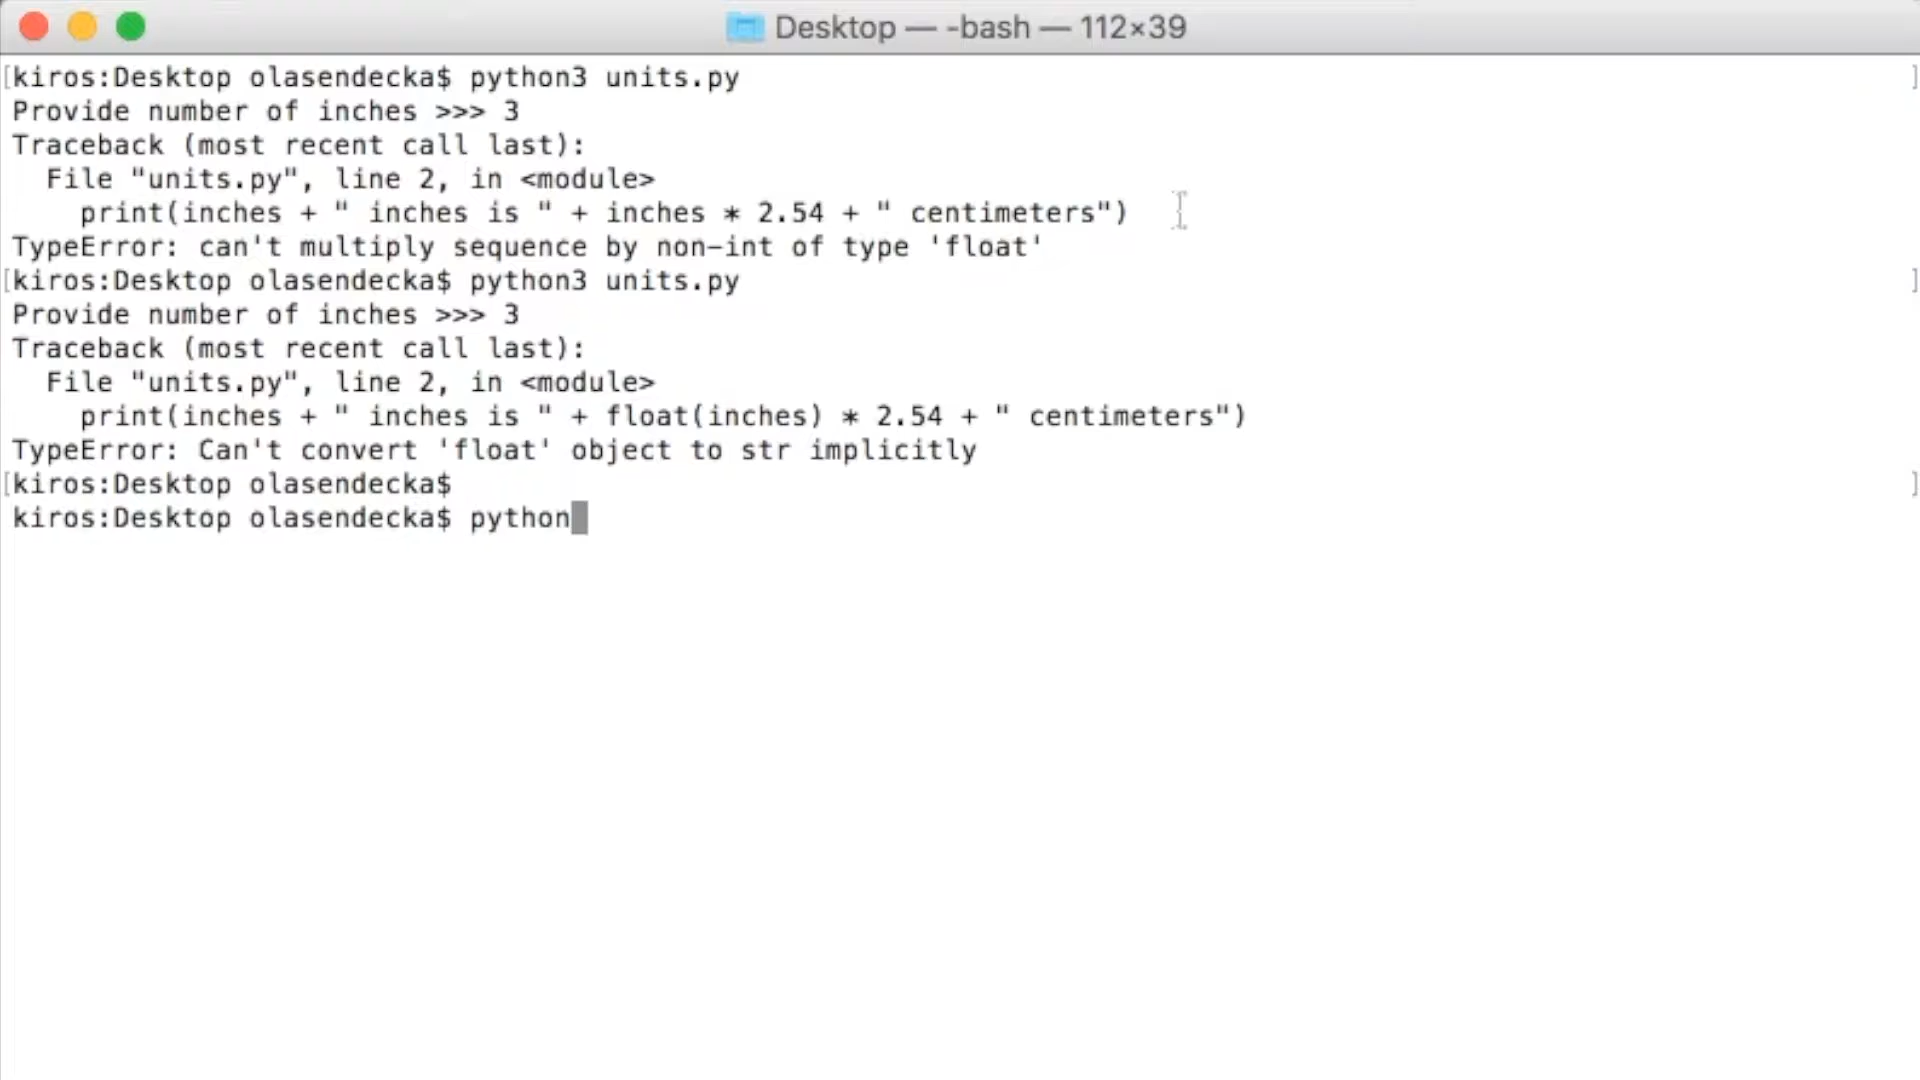 Desktop — -bash — 112×39
[kiros:Desktop olasendecka$ python3 units.py ]
Provide number of inches >>> 3
Traceback (most recent call last):
  File "units.py", line 2, in <module>
    print(inches + " inches is " + inches * 2.54 + " centimeters")
TypeError: can't multiply sequence by non-int of type 'float'
[kiros:Desktop olasendecka$ python3 units.py ]
Provide number of inches >>> 3
Traceback (most recent call last):
  File "units.py", line 2, in <module>
    print(inches + " inches is " + float(inches) * 2.54 + " centimeters")
TypeError: Can't convert 'float' object to str implicitly
[kiros:Desktop olasendecka$ ]
kiros:Desktop olasendecka$ python